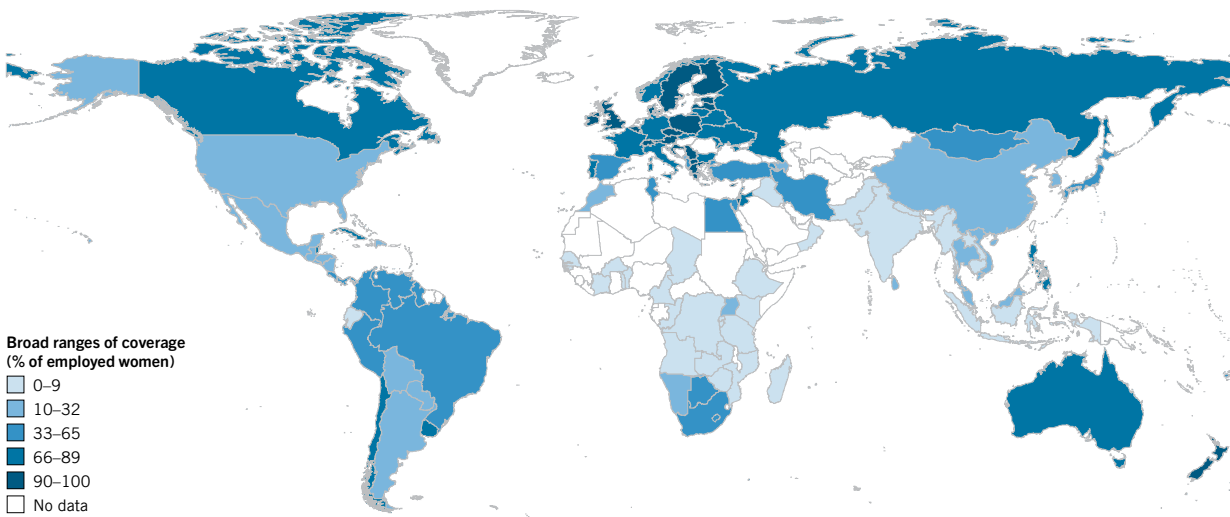 Broad ranges of coverage
(% of employed women)
0–9
10–32
33–65
66–89
90–100
No data